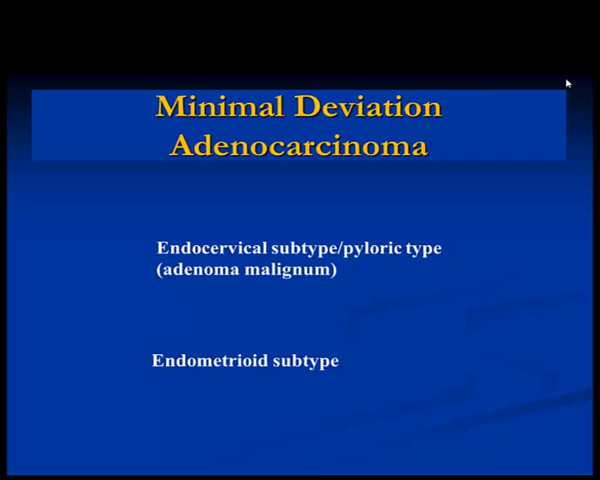 Minimal Deviation
Adenocarcinoma
Endocervical subtype/pyloric type
(adenoma malignum)
Endometrioid subtype